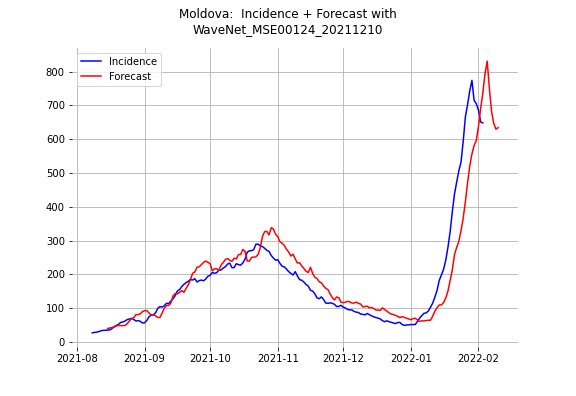 Moldova:  Incidence + Forecast with
WaveNet_MSE00124_20211210
Incidence
Forecast
800
700
600
500
400
300
200
100
0
2021-08 2021-09 2021-10 2021-11 2021-12 2022-01 2022-02